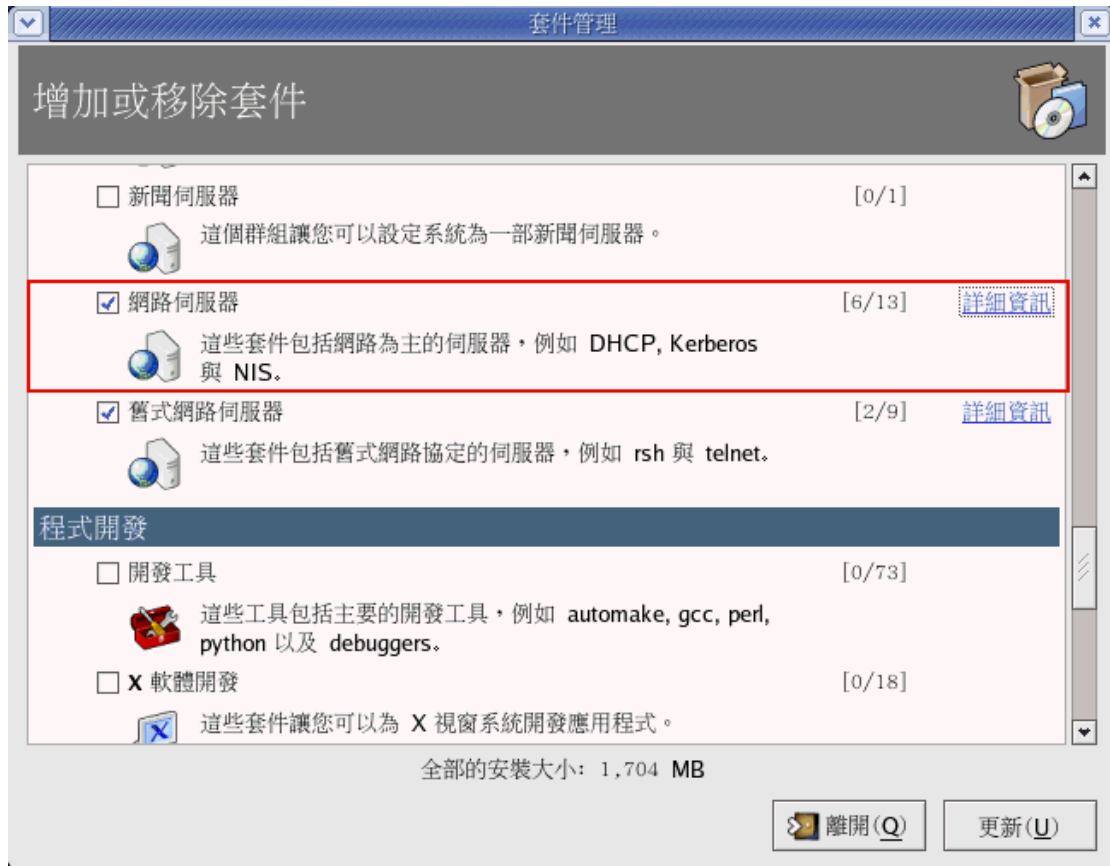 套件管理
增加或移除套件
新聞伺服器 [0/1]
這個群組讓您可以設定系統為一部新聞伺服器。
網路伺服器 [6/13] 詳細資訊
這些套件包括網路為主的伺服器，例如 DHCP, Kerberos
與 NIS。
舊式網路伺服器 [2/9] 詳細資訊
這些套件包括舊式網路協定的伺服器，例如 rsh 與 telnet。
程式開發
開發工具 [0/73]
這些工具包括主要的開發工具，例如 automake, gcc, perl,
python 以及 debuggers。
X 軟體開發 [0/18]
這些套件讓您可以為 X 視窗系統開發應用程式。
全部的安裝大小: 1,704 MB
離開(Q) 更新(U)